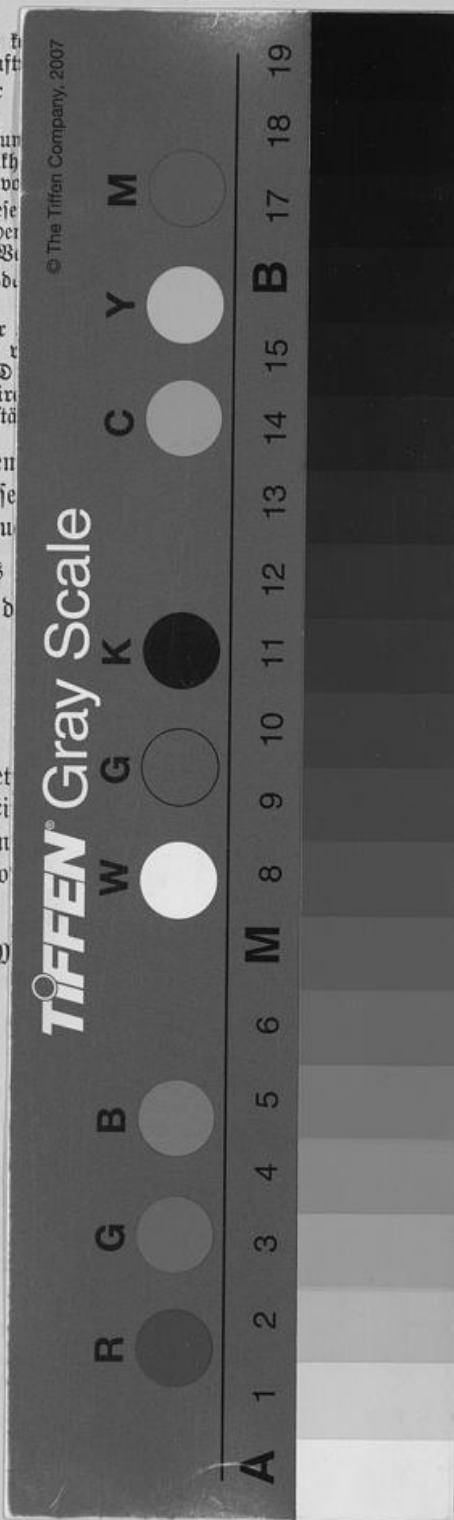 © The Tiffen Company, 2007
TIFFEN® Gray Scale
R G B W G K C Y M
A 1 2 3 4 5 6 M 8 9 10 11 12 13 14 15 B 17 18 19